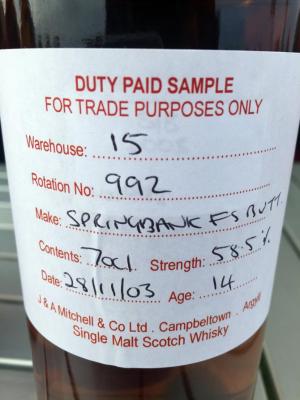 DUTY PAID SAMPLE
FOR TRADE PURPOSES ONLY
Warehouse: 15
Rotation No: 992
Make: SPRINGBANK FS BUTT
Contents: 70cl Strength: 58.5%
Date: 28/11/03 Age: 14
J & A Mitchell & Co Ltd . Campbeltown . Argyll
Single Malt Scotch Whisky